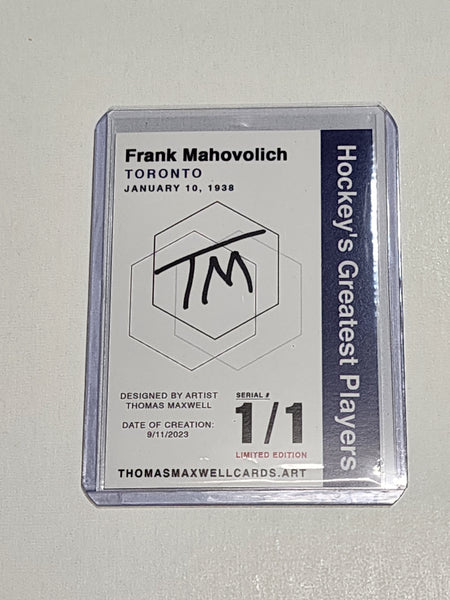 Frank Mahovolich
TORONTO
JANUARY 10, 1938
Hockey's Greatest Players
TM
DESIGNED BY ARTIST
THOMAS MAXWELL
DATE OF CREATION:
9/11/2023
SERIAL #
1/1
LIMITED EDITION
THOMASMAXWELLCARDS.ART